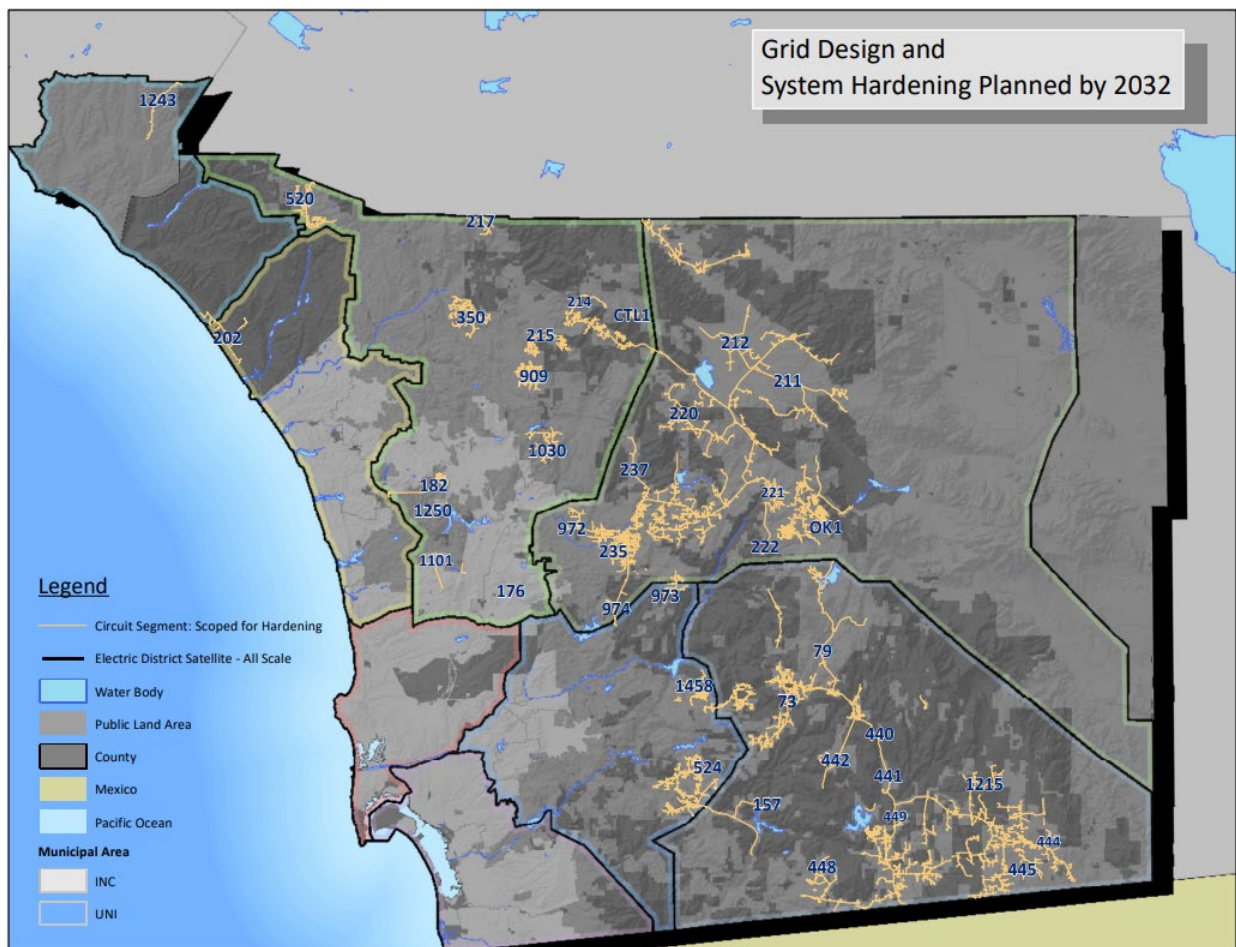 Grid Design and
System Hardening Planned by 2032
1243
520
217
214
350
CTL1
202
215
212
909
211
220
1030
237
182
221
1250
972
OK1
235
222
1101
176
974
973
79
1458
73
440
442
524
441
1215
157
449
444
448
445
Legend
Circuit Segment: Scoped for Hardening
Electric District Satellite - All Scale
Water Body
Public Land Area
County
Mexico
Pacific Ocean
Municipal Area
INC
UNI